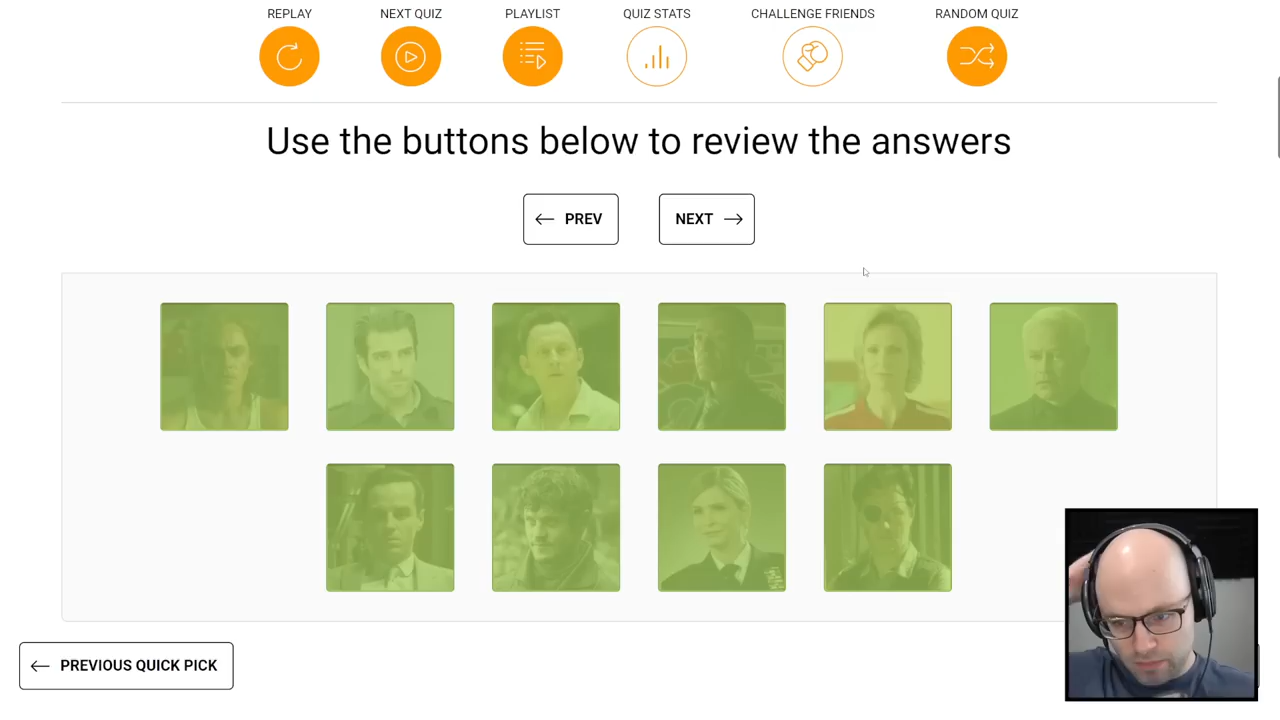 REPLAY
NEXT QUIZ
PLAYLIST
QUIZ STATS
CHALLENGE FRIENDS
RANDOM QUIZ
Use the buttons below to review the answers
PREV
NEXT
PREVIOUS QUICK PICK